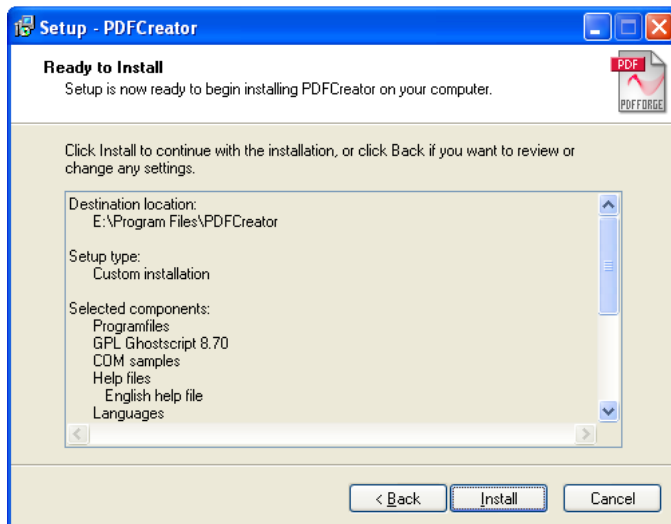 Setup - PDFCreator
Ready to Install
Setup is now ready to begin installing PDFCreator on your computer.
PDF
PDFFORGE
Click Install to continue with the installation, or click Back if you want to review or
change any settings.
Destination location:
E:\Program Files\PDFCreator
Setup type:
Custom installation
Selected components:
Programfiles
GPL Ghostscript 8.70
COM samples
Help files
English help file
Languages
< Back
Install
Cancel